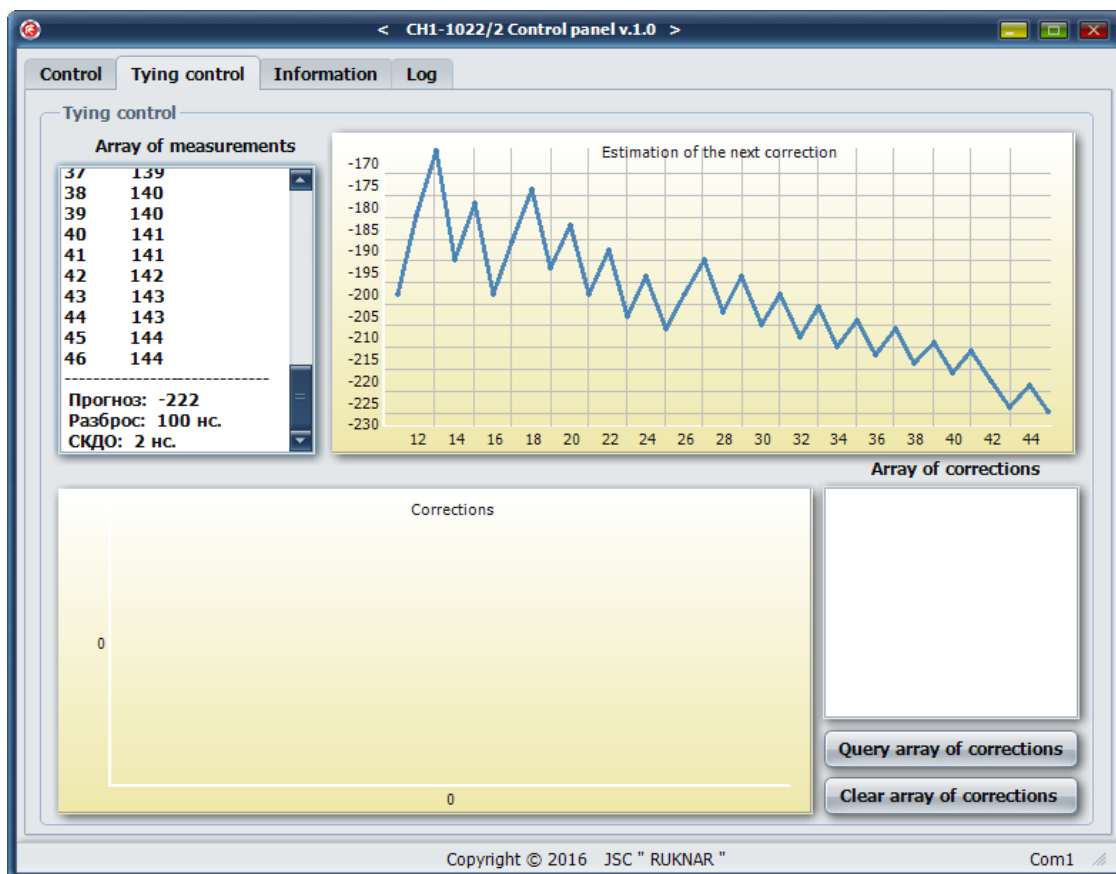 < CH1-1022/2 Control panel v.1.0 >
Control Tying control Information Log
Tying control
Array of measurements
37 139
38 140
39 140
40 141
41 141
42 142
43 143
44 143
45 144
46 144
-----------------------------
Прогноз: -222
Разброс: 100 нс.
СКДО: 2 нс.
Estimation of the next correction
-170
-175
-180
-185
-190
-195
-200
-205
-210
-215
-220
-225
-230
12 14 16 18 20 22 24 26 28 30 32 34 36 38 40 42 44
Corrections
0
0
Array of corrections
Query array of corrections
Clear array of corrections
Copyright © 2016 JSC " RUKNAR "
Com1